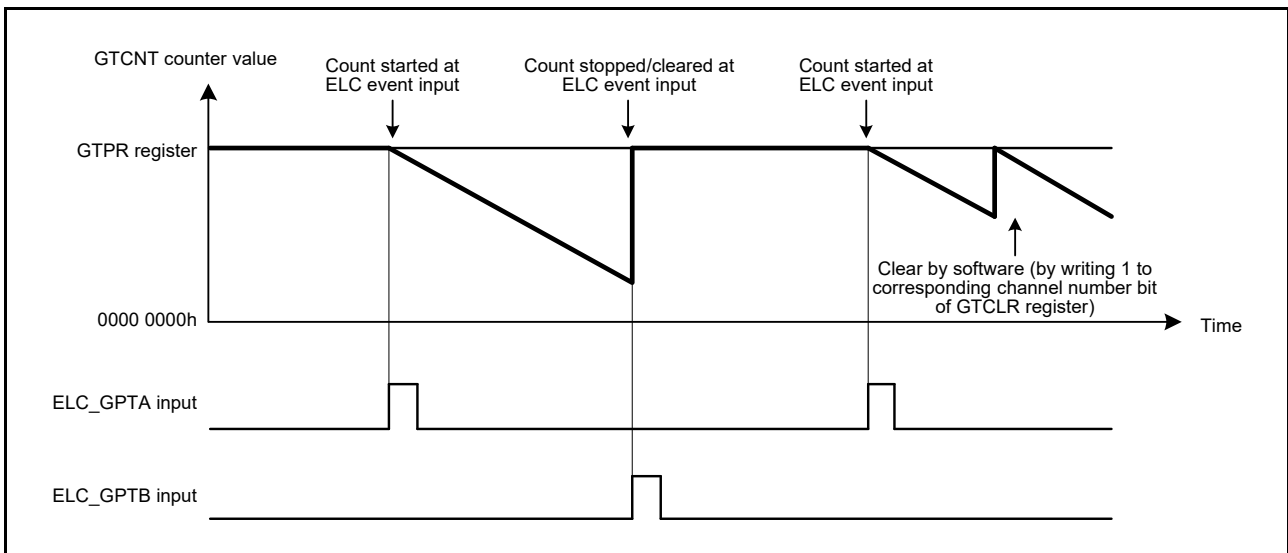 GTCNT counter value
Count started at
ELC event input
Count stopped/cleared at
ELC event input
Count started at
ELC event input
GTPR register
Clear by software (by writing 1 to
corresponding channel number bit
of GTCLR register)
0000 0000h
Time
ELC_GPTA input
ELC_GPTB input